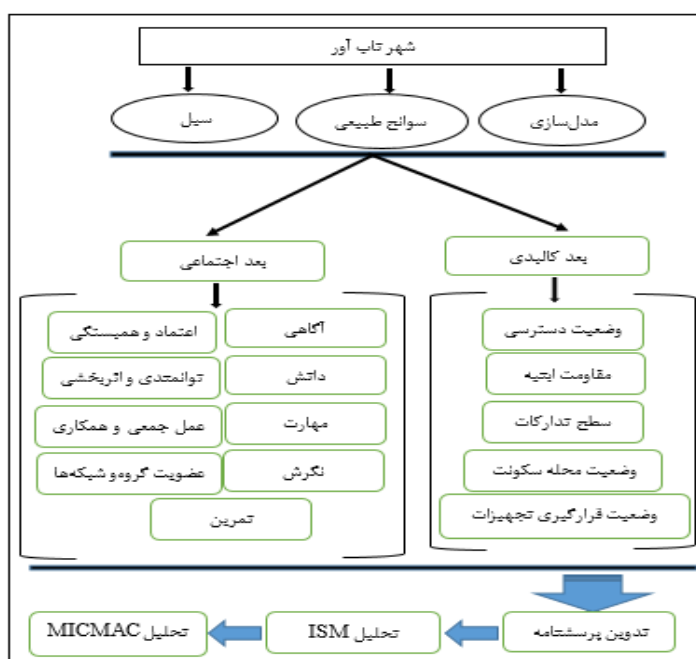 شهر تاب آور
مدل‌سازی
سوانح طبیعی
سیل
بعد کالبدی
بعد اجتماعی
وضعیت دسترسی
مقاومت ابنیه
سطح تدارکات
وضعیت محله سکونت
وضعیت قرارگیری تجهیزات
آگاهی
اعتماد و همبستگی
دانش
توانمندی و اثربخشی
مهارت
عمل جمعی و همکاری
نگرش
عضویت گروه‌و شبکه‌ها
تمرین
تدوین پرسشنامه
تحلیل ISM
تحلیل MICMAC